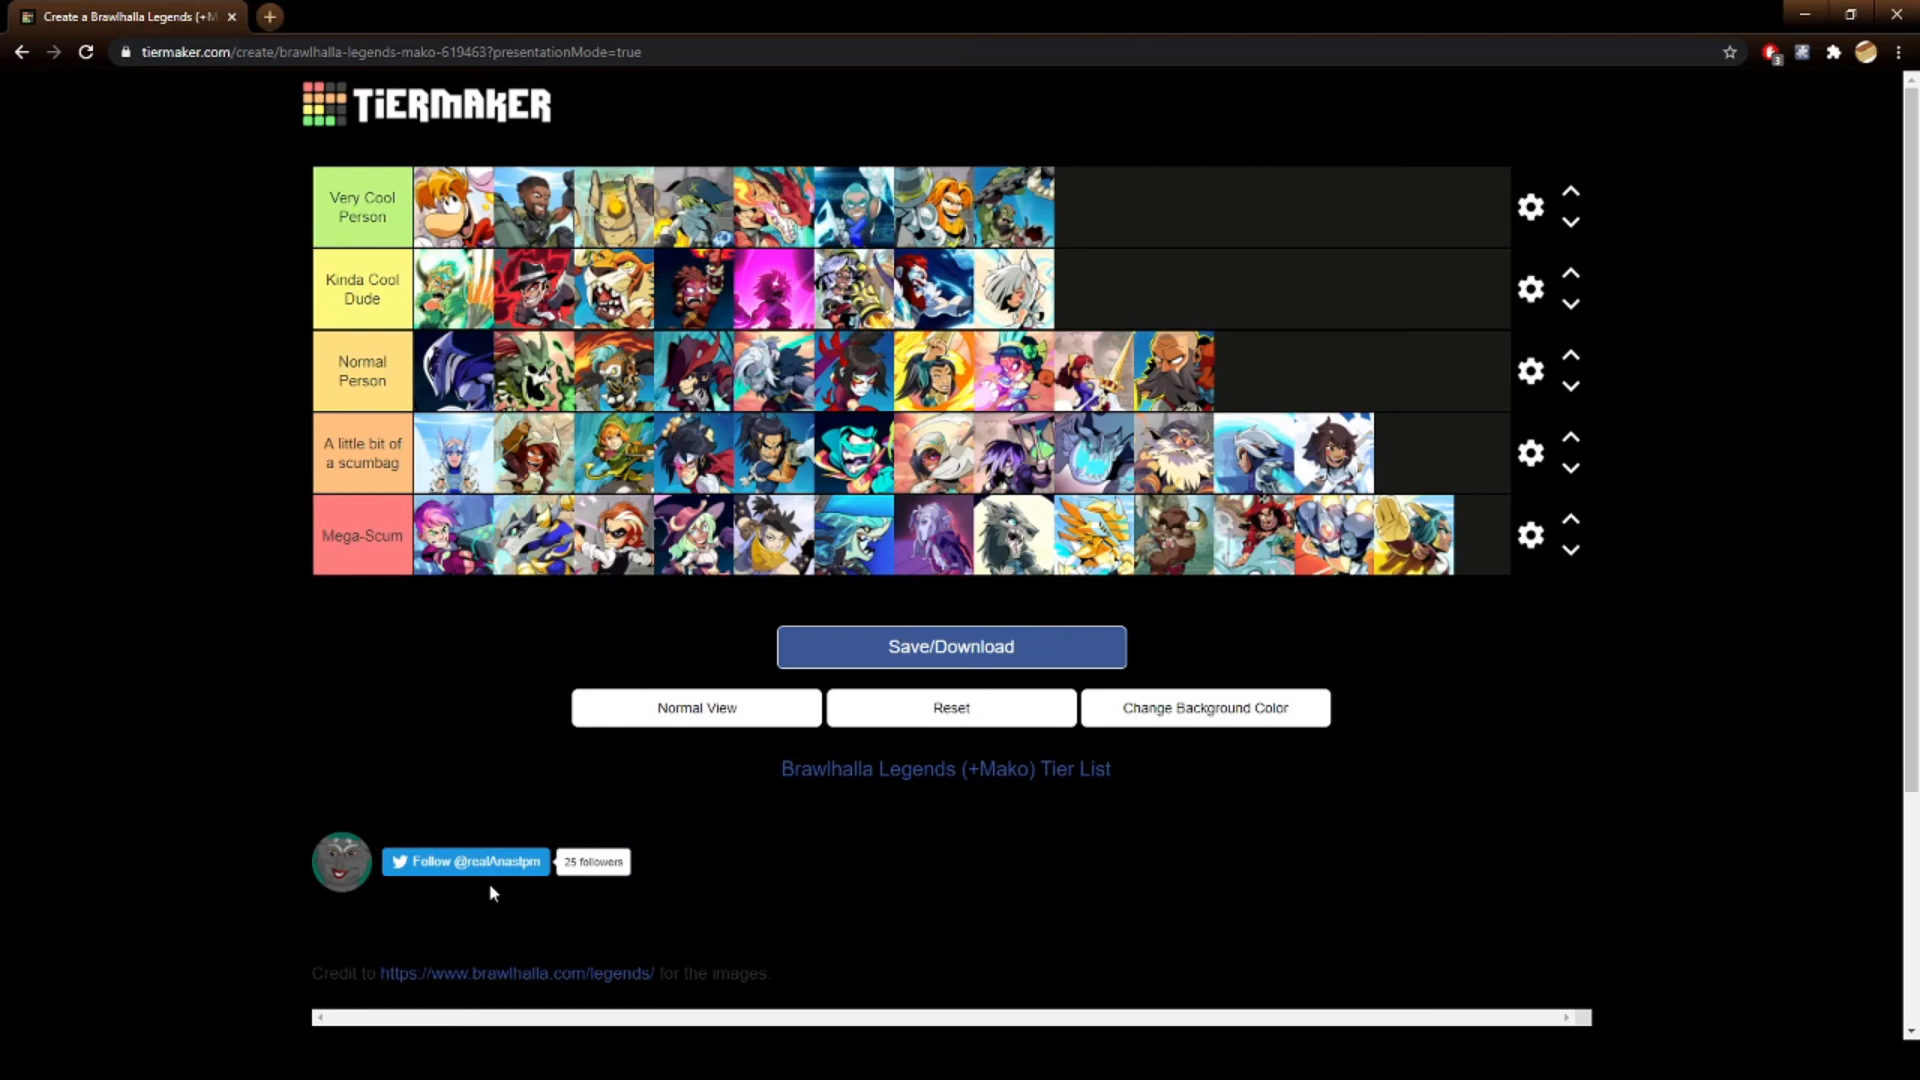 Create a Brawlhalla Legends (+M
tiermaker.com/create/brawlhalla-legends-mako-619463?presentationMode=true
3
TiERMAKER
Very Cool
Person
Kinda Cool
Dude
Normal
Person
A little bit of
a scumbag
Mega-Scum
Save/Download
Normal View
Reset
Change Background Color
Brawlhalla Legends (+Mako) Tier List
Follow @realAnastpm
25 followers
Credit to https://www.brawlhalla.com/legends/ for the images.